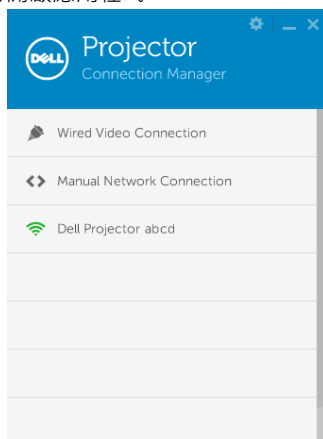 DELL
Projector
Connection Manager
Wired Video Connection
Manual Network Connection
Dell Projector abcd